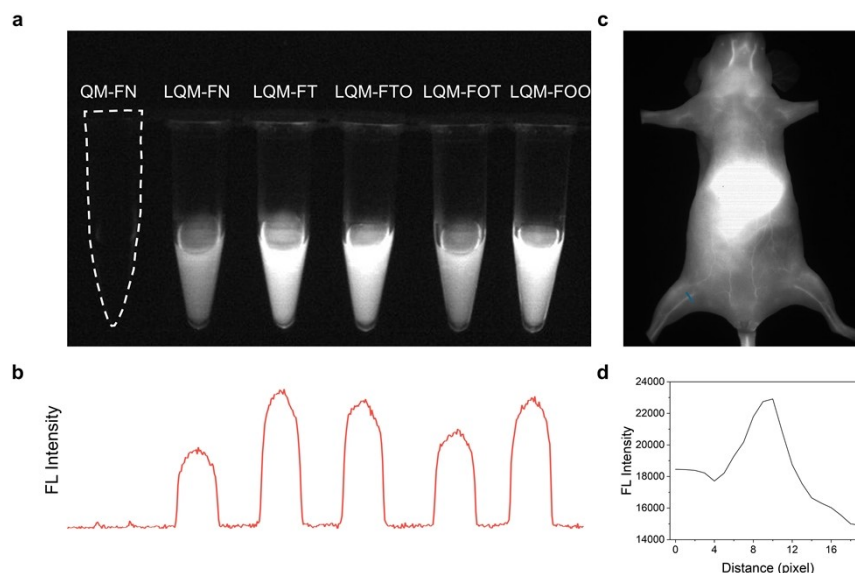 a
QM-FN LQM-FN LQM-FT LQM-FTO LQM-FOT LQM-FOO
b
FL Intensity
c
d
24000
22000
20000
18000
16000
14000
FL Intensity
0 4 8 12 16
Distance (pixel)